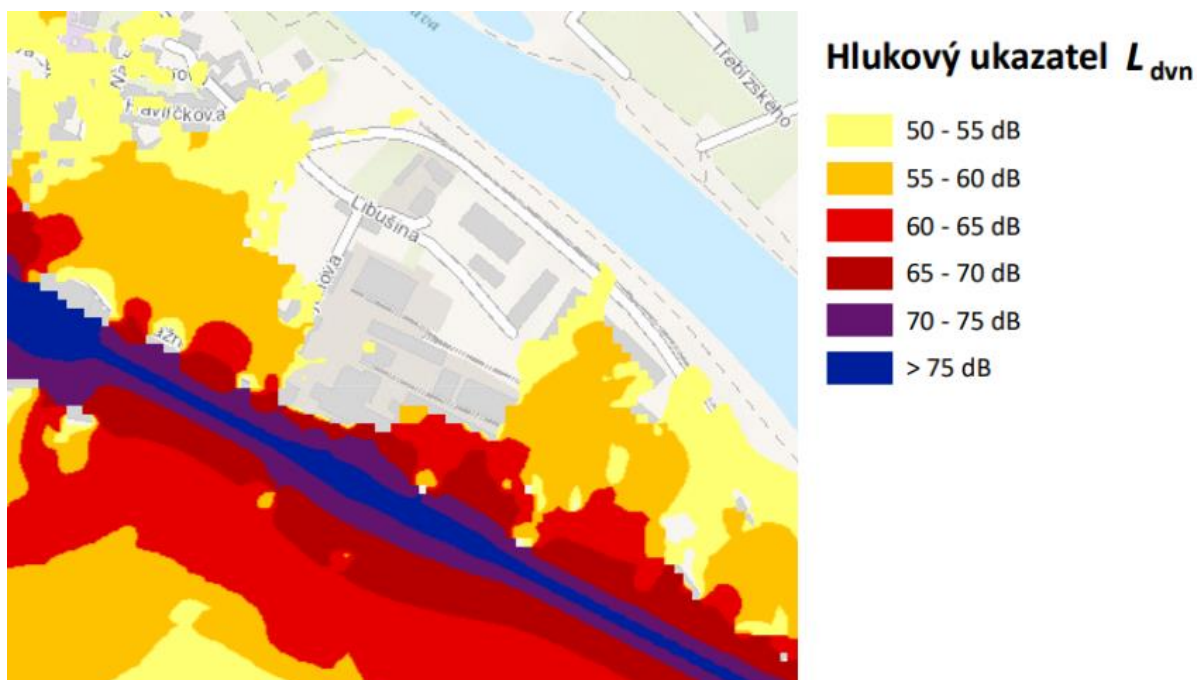 Hlukový ukazatel L dvn
50 - 55 dB
55 - 60 dB
60 - 65 dB
65 - 70 dB
70 - 75 dB
> 75 dB
Třebízského
Havířkova
Libušina